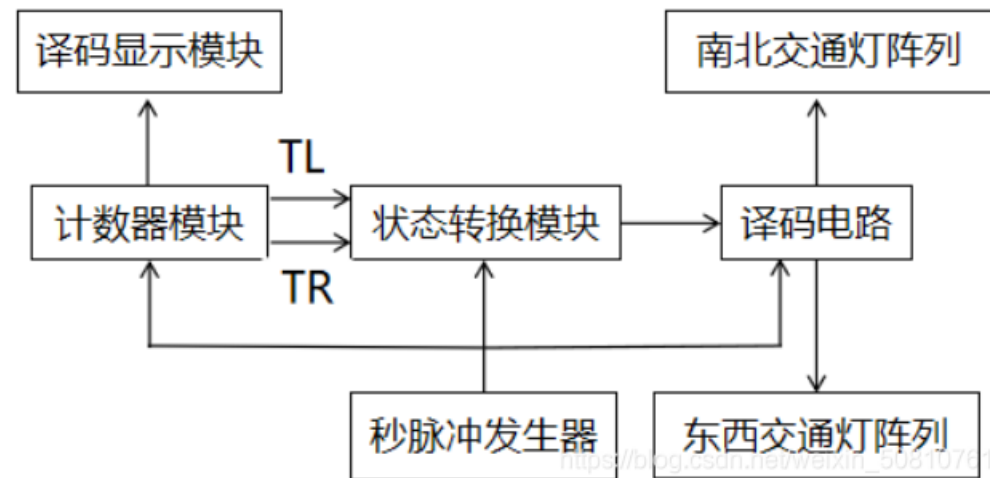 译码显示模块
南北交通灯阵列
TL
计数器模块
状态转换模块
译码电路
TR
秒脉冲发生器
东西交通灯阵列
https://blog.csdn.net/weixin_50810761